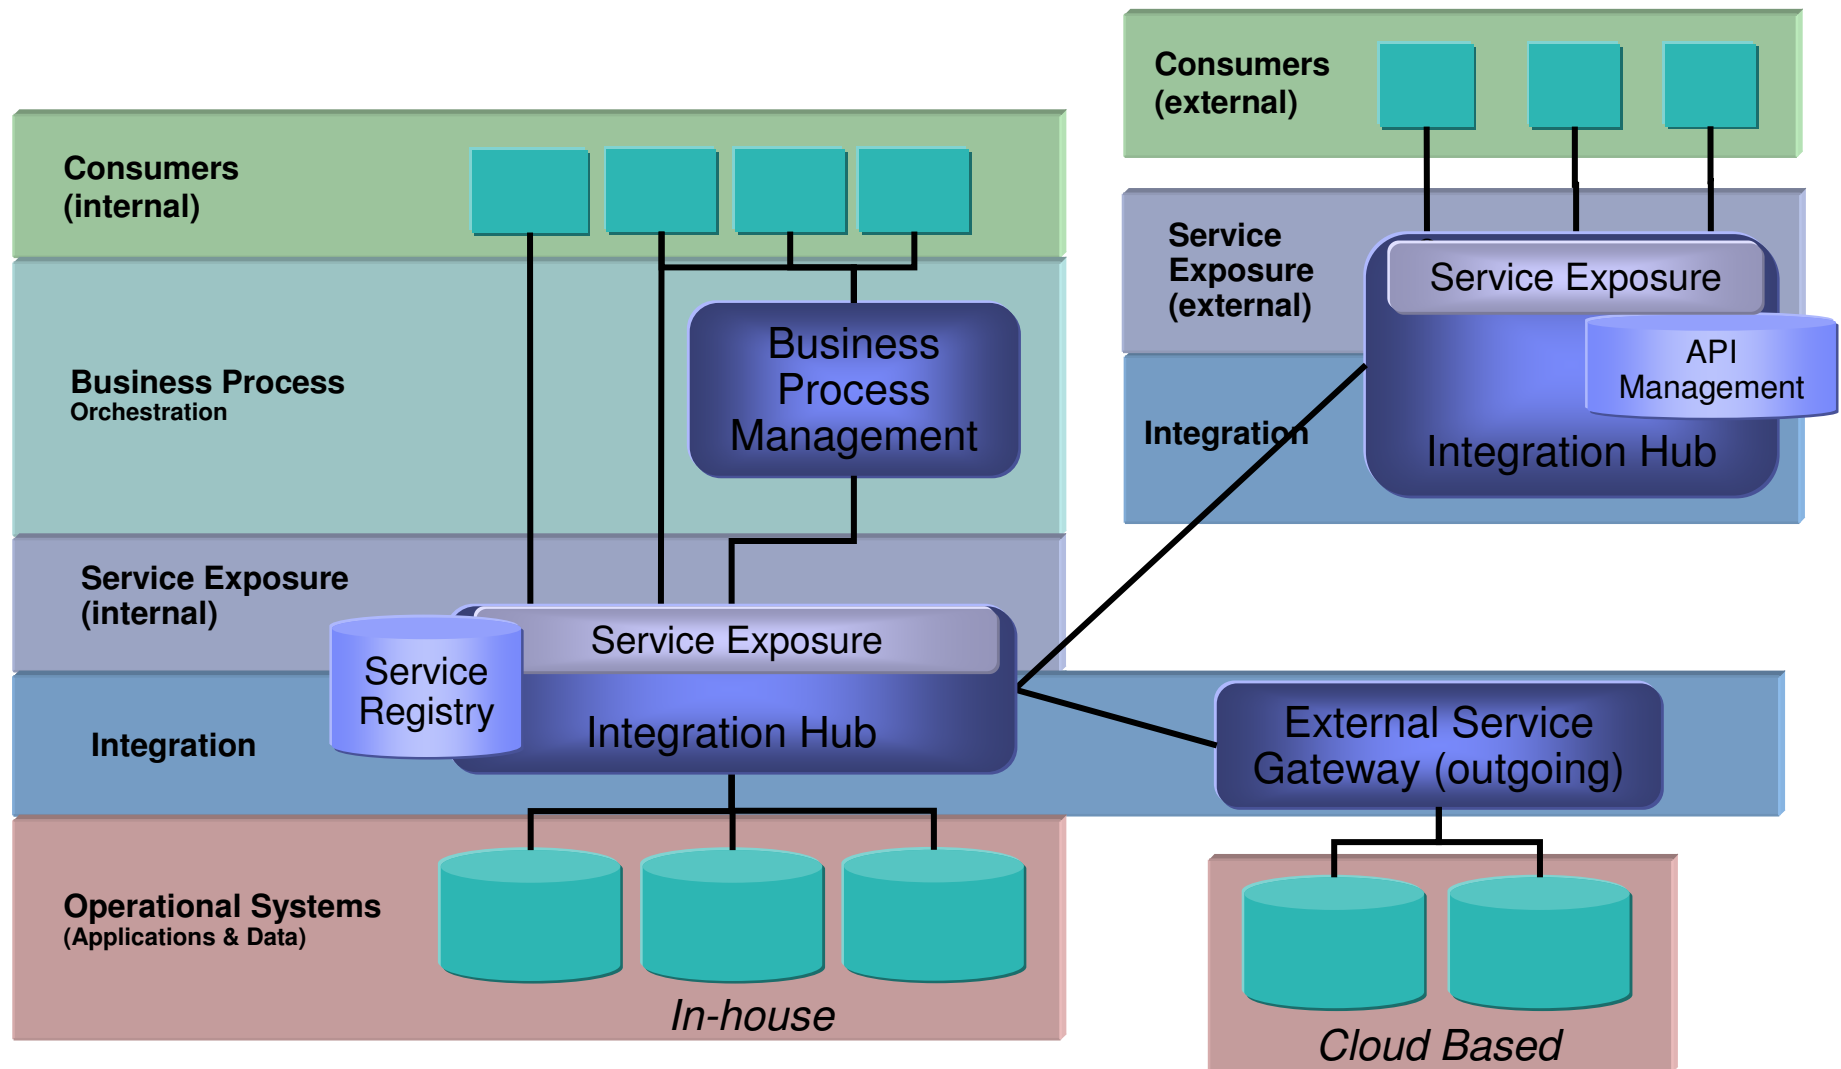 Consumers
(external)
Service
Exposure
(external)
Service Exposure
API
Management
Integration
Integration Hub
Consumers
(internal)
Business Process
Orchestration
Business
Process
Management
Service Exposure
(internal)
Service Exposure
Service
Registry
Integration
Integration Hub
External Service
Gateway (outgoing)
Operational Systems
(Applications & Data)
In-house
Cloud Based